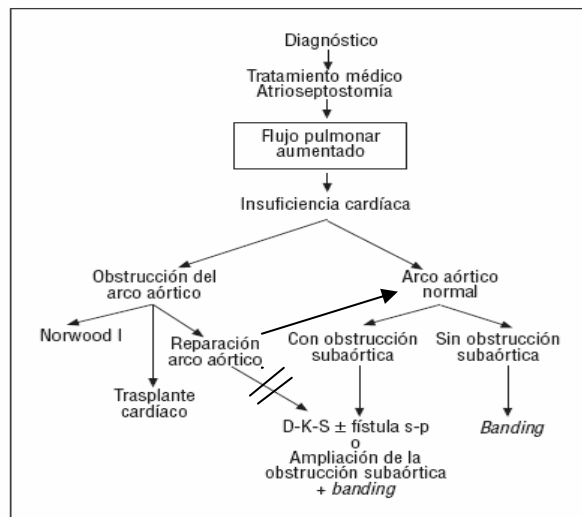 Diagnóstico
Tratamiento médico
Atrioseptostomía
Flujo pulmonar
aumentado
Insuficiencia cardíaca
Obstrucción del
arco aórtico
Arco aórtico
normal
Norwood I
Reparación
arco aórtico
Con obstrucción
subaórtica
Sin obstrucción
subaórtica
Trasplante
cardíaco
D-K-S ± fístula s-p
o
Ampliación de la
obstrucción subaórtica
+ banding
Banding